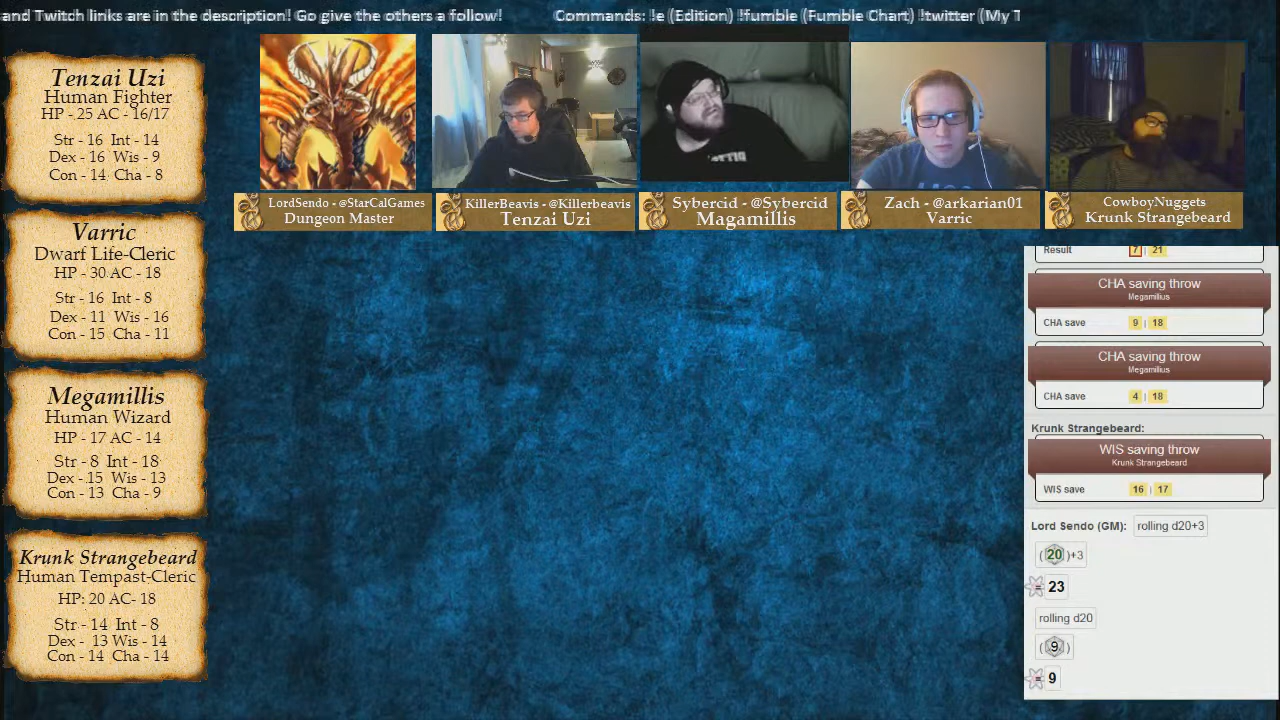 and Twitch links are in the description! Go give the others a follow!
Commands: !e (Edition) !fumble (Fumble Chart) !twitter (My T
Tenzai Uzi
Human Fighter
HP - 25 AC - 16/17
Str - 16 Int - 14
Dex - 16 Wis - 9
Con - 14 Cha - 8
Varric
Dwarf Life-Cleric
HP - 30 AC - 18
Str - 16 Int - 8
Dex - 11 Wis - 16
Con - 15 Cha - 11
Megamillis
Human Wizard
HP - 17 AC - 14
Str - 8 Int - 18
Dex - 15 Wis - 13
Con - 13 Cha - 9
Krunk Strangebeard
Human Tempast-Cleric
HP: 20 AC- 18
Str - 14 Int - 8
Dex - 13 Wis - 14
Con - 14 Cha - 14
LordSendo - @StarCalGames
Dungeon Master
KillerBeavis - @Killerbeavis
Tenzai Uzi
Sybercid - @Sybercid
Magamillis
Zach - @arkarian01
Varric
CowboyNuggets
Krunk Strangebeard
Result 7 | 21
CHA saving throw
Megamillius
CHA save 9 | 18
CHA saving throw
Megamillius
CHA save 4 | 18
Krunk Strangebeard:
WIS saving throw
Krunk Strangebeard
WIS save 16 | 17
Lord Sendo (GM): rolling d20+3
(20)+3
= 23
rolling d20
(9)
= 9